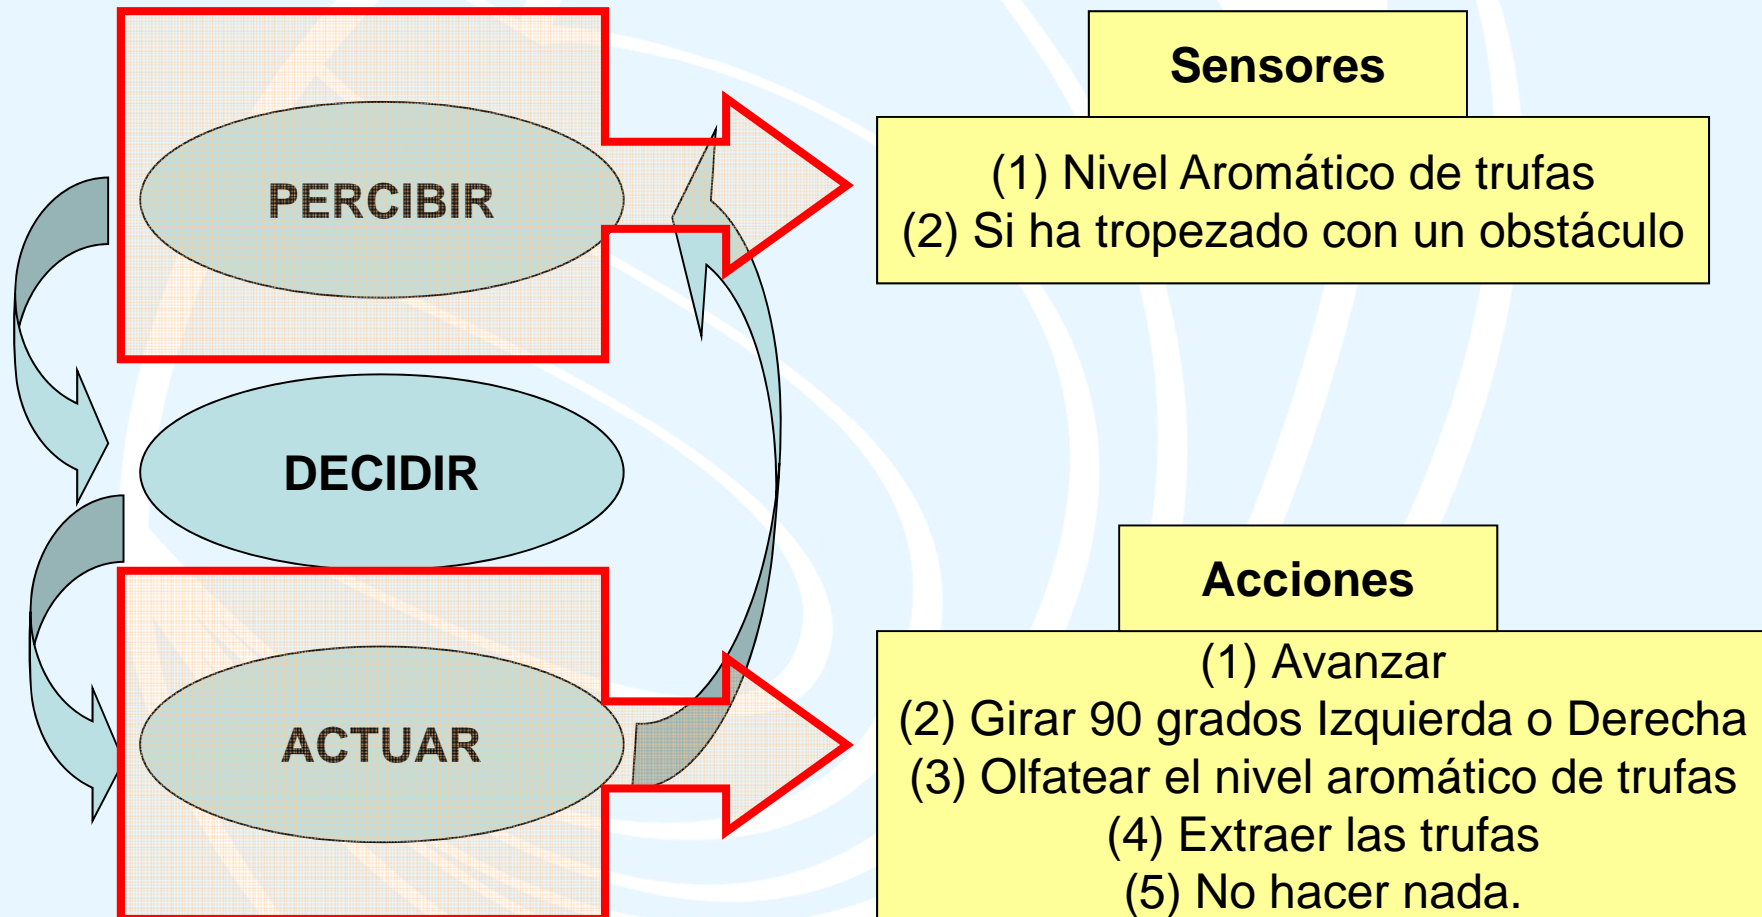 PERCIBIR
DECIDIR
ACTUAR
Sensores
(1) Nivel Aromático de trufas
(2) Si ha tropezado con un obstáculo
Acciones
(1) Avanzar
(2) Girar 90 grados Izquierda o Derecha
(3) Olfatear el nivel aromático de trufas
(4) Extraer las trufas
(5) No hacer nada.